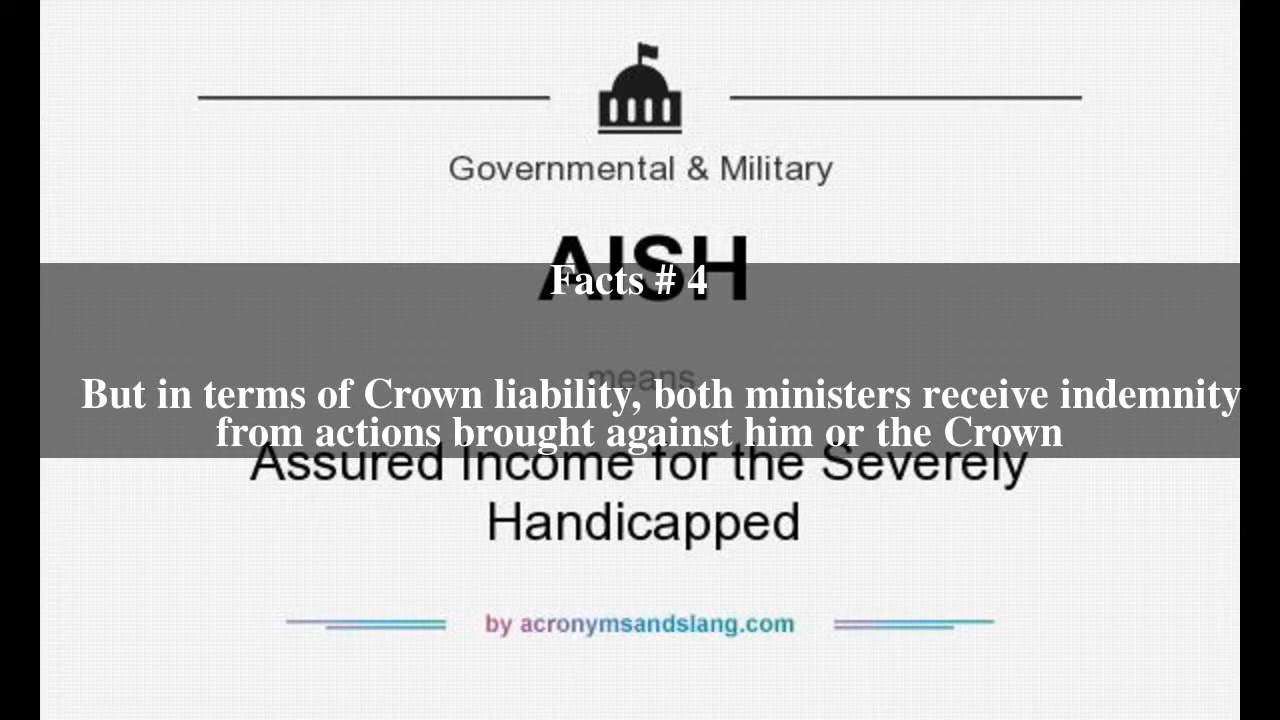 Governmental & Military
AISH
Facts # 4
means
But in terms of Crown liability, both ministers receive indemnity
from actions brought against him or the Crown
Assured Income for the Severely
Handicapped
by acronymsandslang.com